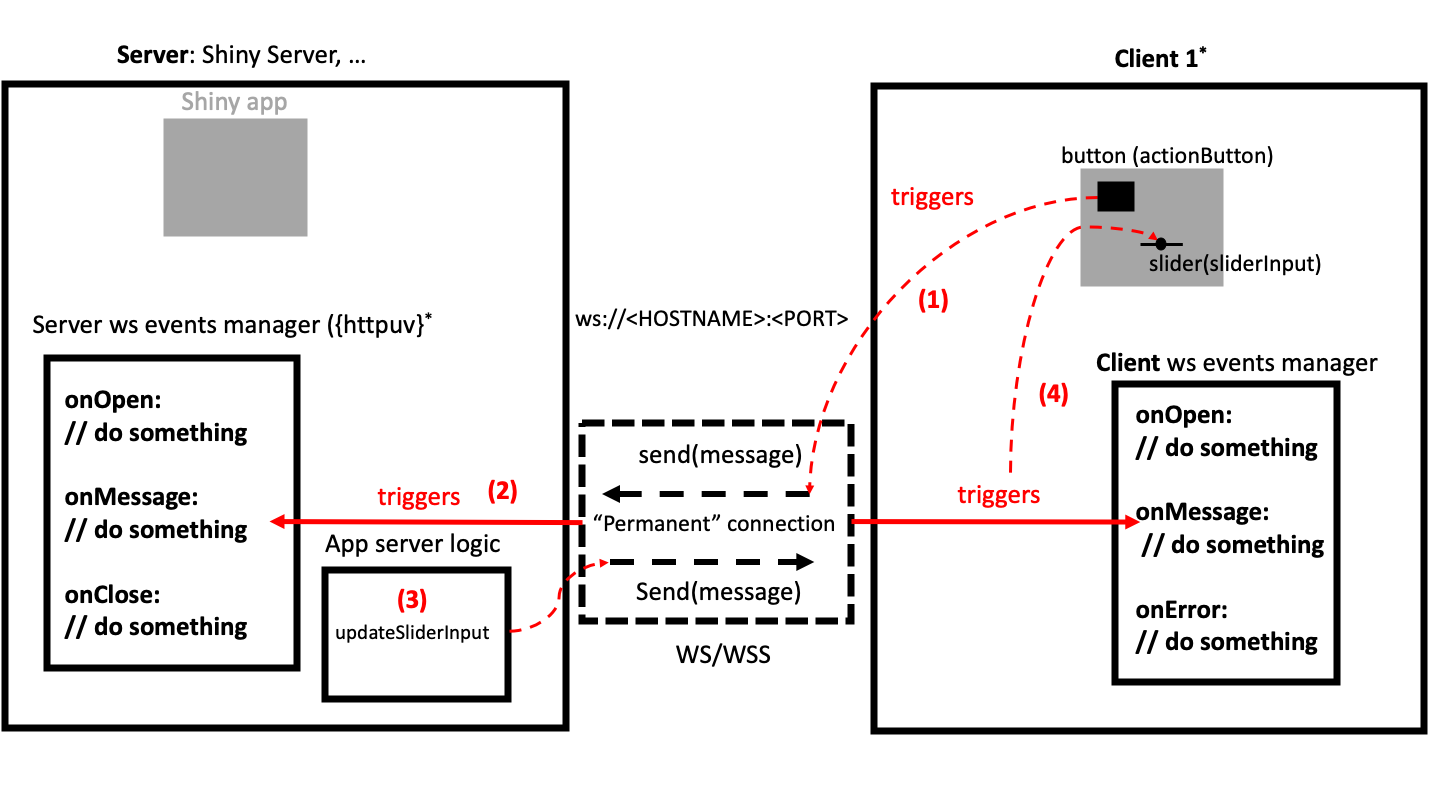 Server: Shiny Server, ...
Shiny app
Server ws events manager ({httpuv}*
onOpen:
// do something
onMessage:
// do something
onClose:
// do something
triggers (2)
App server logic
(3)
updateSliderInput
ws://<HOSTNAME>:<PORT>
send(message)
“Permanent” connection
Send(message)
WS/WSS
Client 1*
button (actionButton)
triggers
slider(sliderInput)
(1)
(4)
triggers
Client ws events manager
onOpen:
// do something
onMessage:
// do something
onError:
// do something